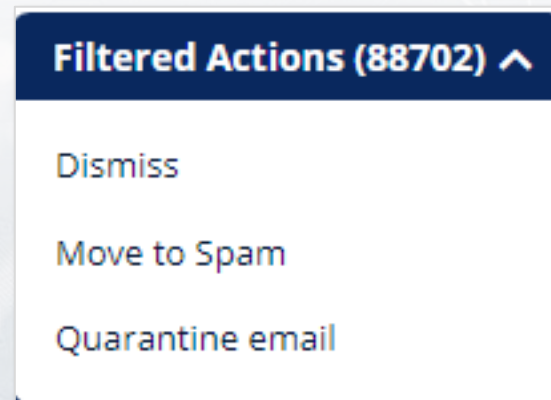 Filtered Actions (88702)
Dismiss
Move to Spam
Quarantine email